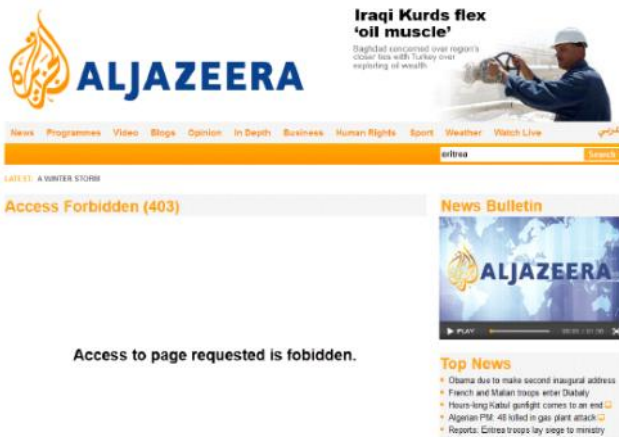 Iraqi Kurds flex
'oil muscle'
Baghdad concerned over region's
closer ties with Turkey over
exploring oil wealth
ALJAZEERA
News Programmes Video Blogs Opinion In Depth Business Human Rights Sport Weather Watch Live عربي
eritrea Search
LATEST: A WINTER STORM
Access Forbidden (403)
News Bulletin
ALJAZEERA
PLAY
Access to page requested is fobidden.
Top News
Obama due to make second inaugural address
French and Malian troops enter Diabaly
Hours-long Kabul gunfight comes to an end
Algerian PM: 48 killed in gas plant attack
Reports: Eritrea troops lay siege to ministry